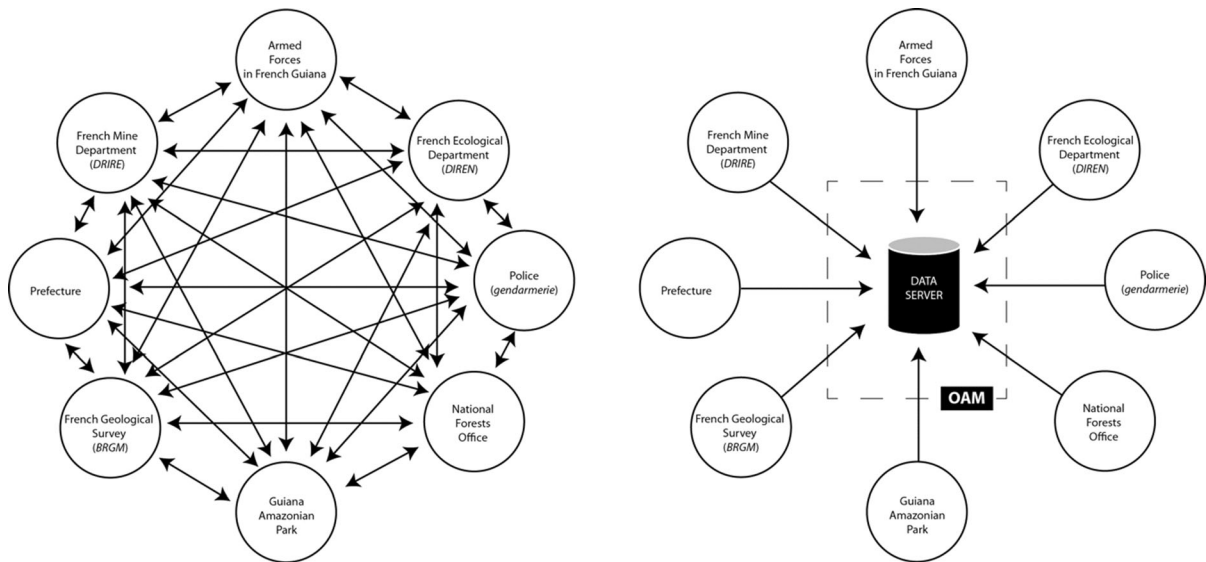 Armed
Forces
in French Guiana
French Mine
Department
(DRIRE)
French Ecological
Department
(DIREN)
Prefecture
Police
(gendarmerie)
French Geological
Survey
(BRGM)
National
Forests
Office
Guiana
Amazonian
Park
Armed
Forces
in French Guiana
French Mine
Department
(DRIRE)
French Ecological
Department
(DIREN)
Prefecture
DATA
SERVER
Police
(gendarmerie)
OAM
French Geological
Survey
(BRGM)
National
Forests
Office
Guiana
Amazonian
Park